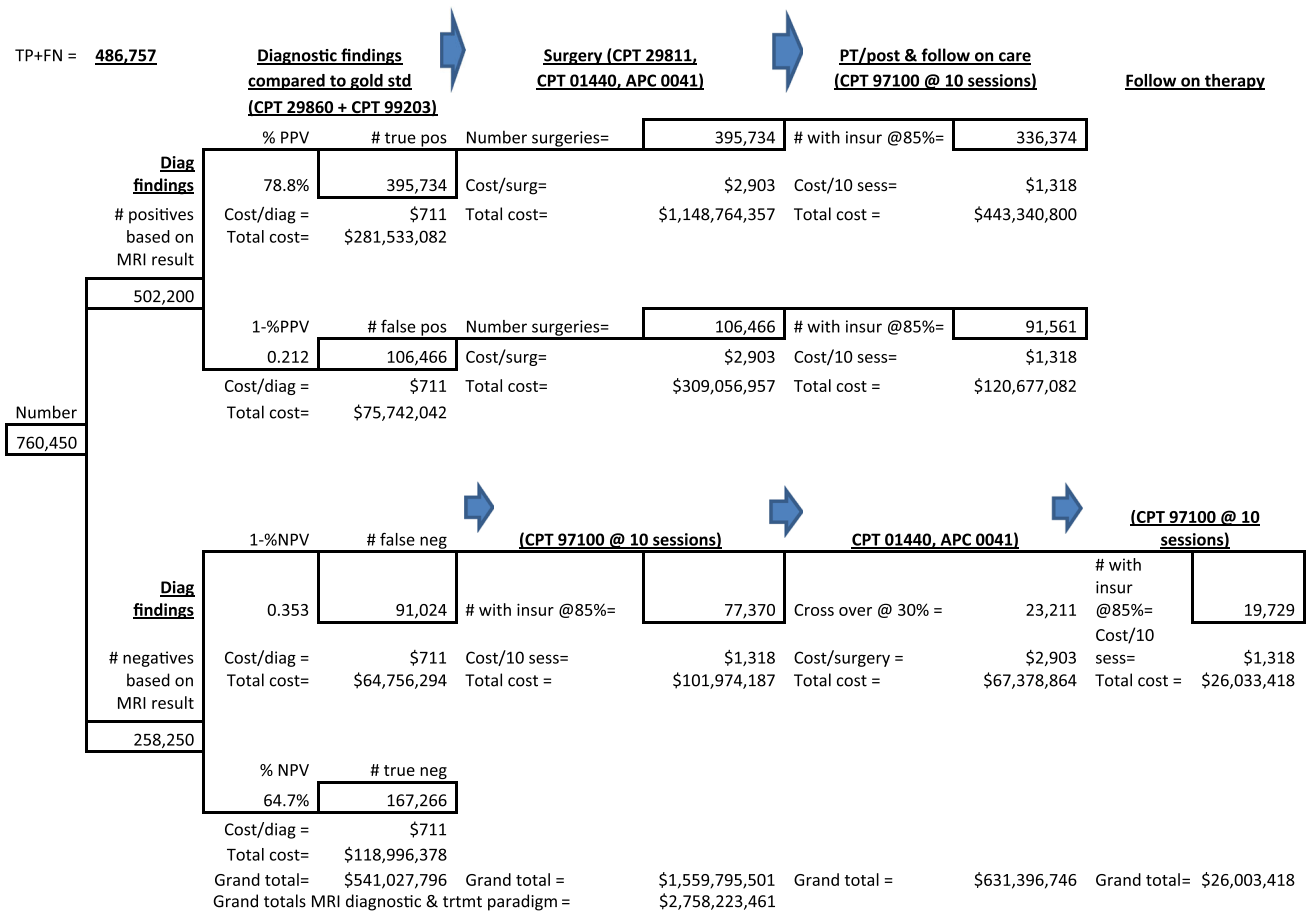 TP+FN = 486,757
Diagnostic findings compared to gold std (CPT 29860 + CPT 99203)
Surgery (CPT 29811, CPT 01440, APC 0041)
PT/post & follow on care (CPT 97100 @ 10 sessions)
Follow on therapy
% PPV # true pos Number surgeries= 395,734 # with insur @85%= 336,374
Diag findings 78.8% 395,734 Cost/surg= $2,903 Cost/10 sess= $1,318
# positives Cost/diag = $711 Total cost= $1,148,764,357 Total cost = $443,340,800
based on Total cost= $281,533,082
MRI result
502,200
1-%PPV # false pos Number surgeries= 106,466 # with insur @85%= 91,561
0.212 106,466 Cost/surg= $2,903 Cost/10 sess= $1,318
Cost/diag = $711 Total cost= $309,056,957 Total cost = $120,677,082
Number Total cost= $75,742,042
760,450
(CPT 97100 @ 10 sessions)
1-%NPV # false neg (CPT 97100 @ 10 sessions) CPT 01440, APC 0041)
Diag findings 0.353 91,024 # with insur @85%= 77,370 Cross over @ 30% = 23,211 # with insur @85%= 19,729
# negatives Cost/diag = $711 Cost/10 sess= $1,318 Cost/surgery = $2,903 Cost/10 sess= $1,318
based on Total cost= $64,756,294 Total cost = $101,974,187 Total cost = $67,378,864 Total cost = $26,033,418
MRI result
258,250
% NPV # true neg
64.7% 167,266
Cost/diag = $711
Total cost= $118,996,378
Grand total= $541,027,796 Grand total = $1,559,795,501 Grand total = $631,396,746 Grand total= $26,003,418
Grand totals MRI diagnostic & trtmt paradigm = $2,758,223,461